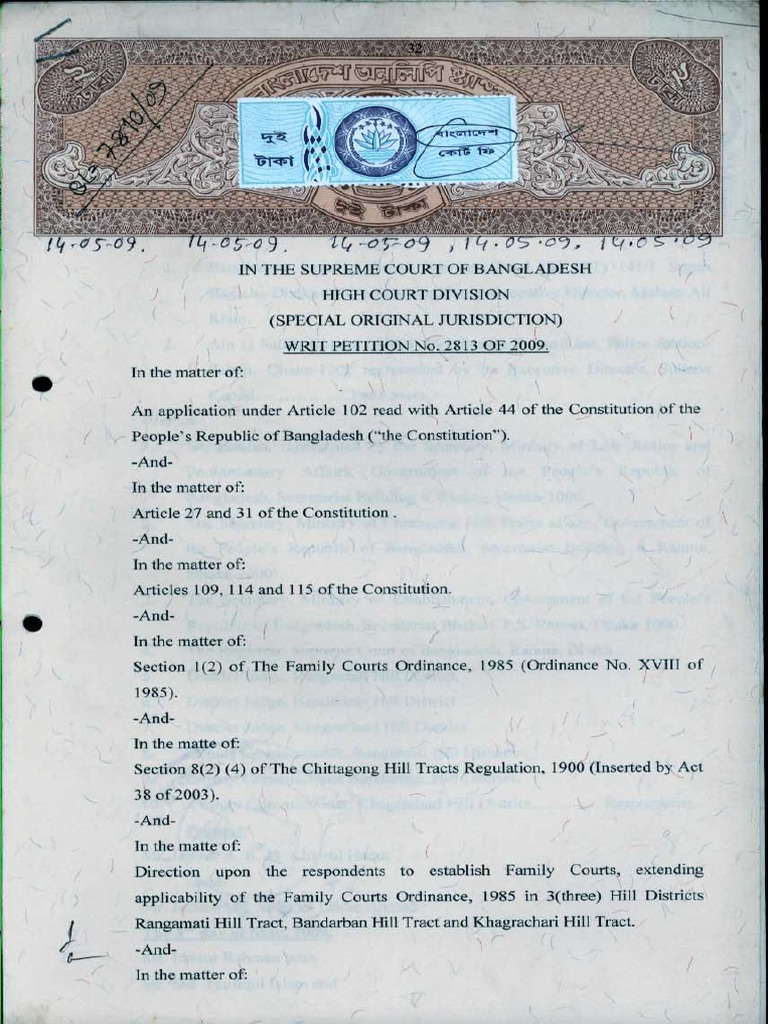 32
বাংলাদেশ অনুলিপি
দুই
টাকা
বাংলাদেশ
কোর্ট ফি
দুই টাকা
14-05-09. 14-05-09. 14-05-09, 14.05.09. 14.05.09
IN THE SUPREME COURT OF BANGLADESH
HIGH COURT DIVISION
(SPECIAL ORIGINAL JURISDICTION)
WRIT PETITION No. 2813 OF 2009.
In the matter of:
An application under Article 102 read with Article 44 of the Constitution of the
People's Republic of Bangladesh ("the Constitution").
-And-
In the matter of:
Article 27 and 31 of the Constitution .
-And-
In the matter of:
Articles 109, 114 and 115 of the Constitution.
-And-
In the matter of:
Section 1(2) of The Family Courts Ordinance, 1985 (Ordinance No. XVIII of
1985).
-And-
In the matte of:
Section 8(2) (4) of The Chittagong Hill Tracts Regulation, 1900 (Inserted by Act
38 of 2003).
-And-
In the matte of:
Direction upon the respondents to establish Family Courts, extending
applicability of the Family Courts Ordinance, 1985 in 3(three) Hill Districts
Rangamati Hill Tract, Bandarban Hill Tract and Khagrachari Hill Tract.
-And-
In the matter of: